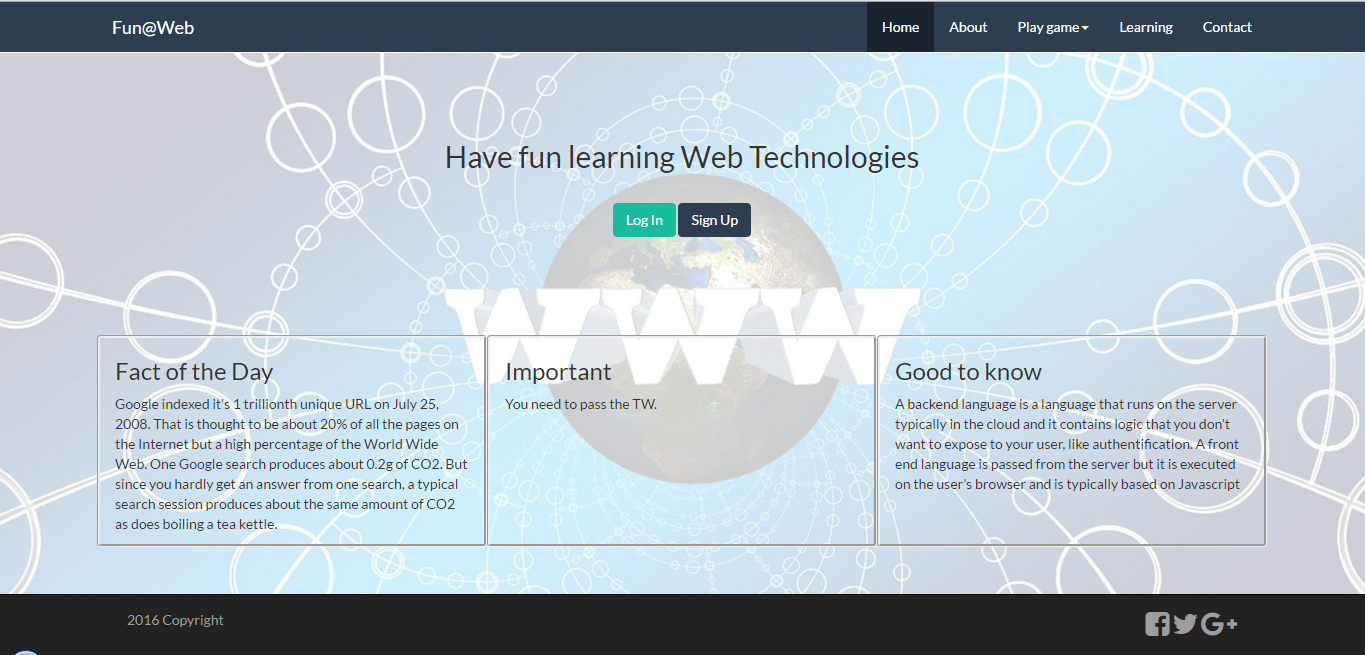 Fun@Web
Home About Play game Learning Contact
Have fun learning Web Technologies
Log In Sign Up
WWW
Fact of the Day
Google indexed it's 1 trillionth unique URL on July 25,
2008. That is thought to be about 20% of all the pages on
the Internet but a high percentage of the World Wide
Web. One Google search produces about 0.2g of CO2. But
since you hardly get an answer from one search, a typical
search session produces about the same amount of CO2
as does boiling a tea kettle.
Important
You need to pass the TW.
Good to know
A backend language is a language that runs on the server
typically in the cloud and it contains logic that you don't
want to expose to your user, like authentification. A front
end language is passed from the server but it is executed
on the user's browser and is typically based on Javascript
2016 Copyright
G+